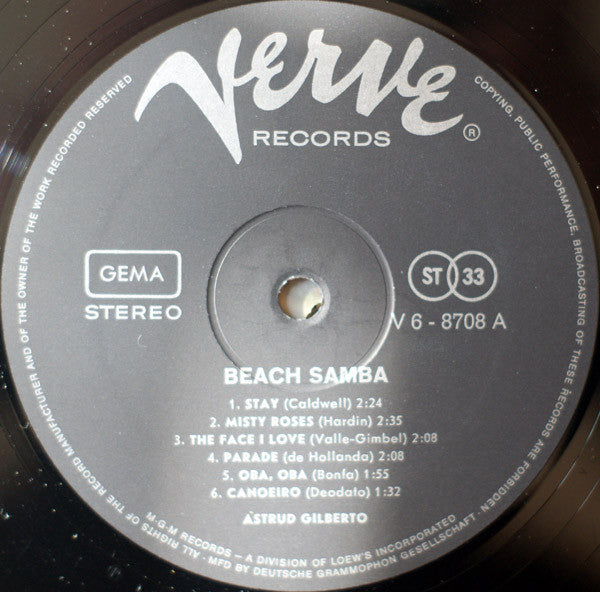 Verve
RECORDS ®
GEMA
STEREO
ST 33
V 6 - 8708 A
BEACH SAMBA
1. STAY (Caldwell) 2:24
2. MISTY ROSES (Hardin) 2:35
3. THE FACE I LOVE (Valle-Gimbel) 2:08
4. PARADE (de Hollanda) 2:08
5. OBA, OBA (Bonfa) 1:55
6. CANOEIRO (Deodato) 1:32
ASTRUD GILBERTO
M-G-M RECORDS – A DIVISION OF LOEW'S INCORPORATED
ALL RIGHTS OF THE RECORD MANUFACTURER AND OF THE OWNER OF THE WORK RECORDED RESERVED
COPYING, PUBLIC PERFORMANCE, BROADCASTING OF THESE RECORDS ARE FORBIDDEN
MFD BY DEUTSCHE GRAMMOPHON GESELLSCHAFT